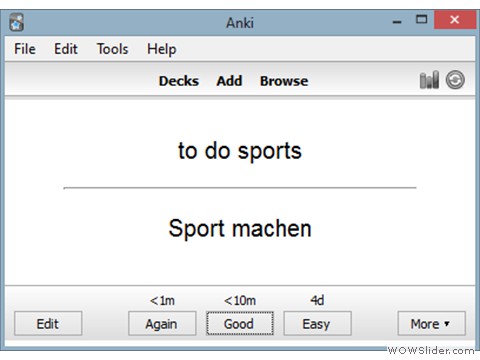 Anki
File Edit Tools Help
Decks Add Browse
to do sports
Sport machen
<1m <10m 4d
Edit Again Good Easy More ▾
WOWSlider.com